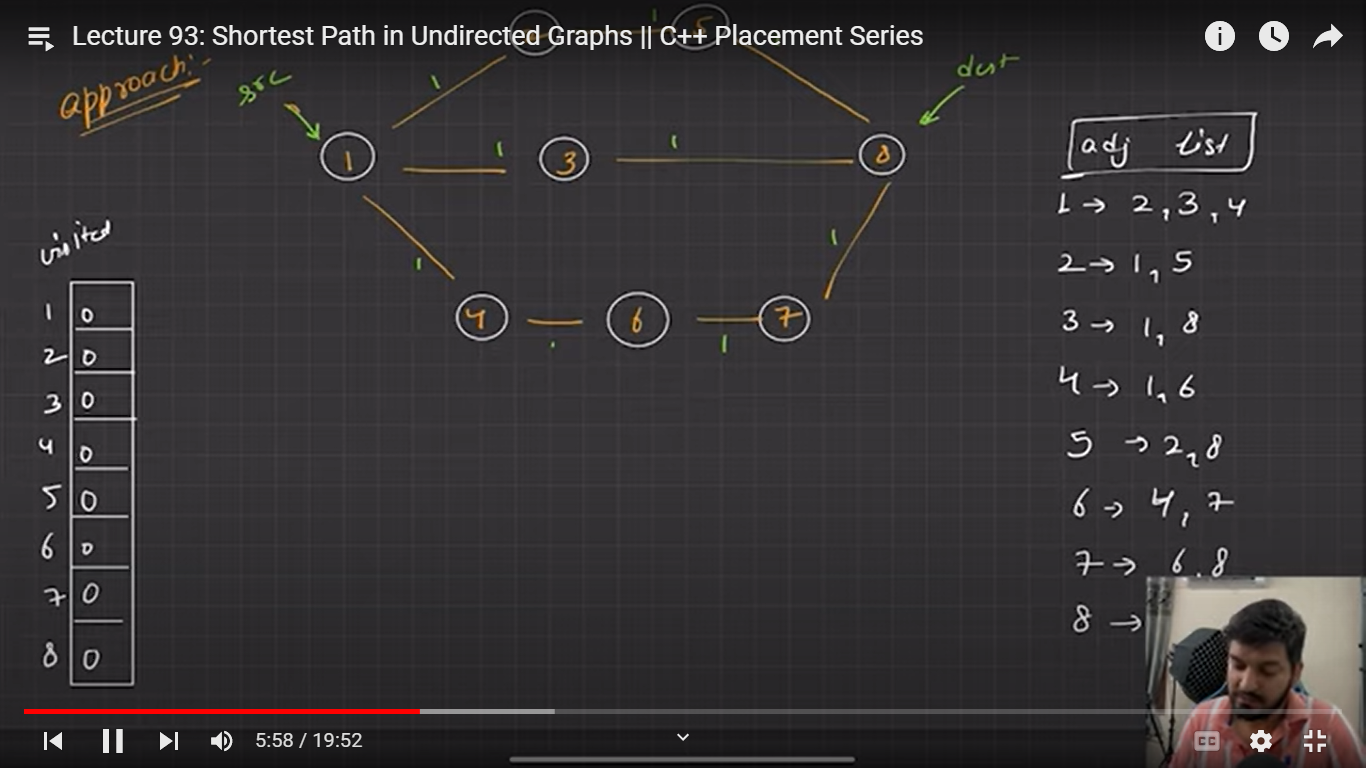 Lecture 93: Shortest Path in Undirected Graphs || C++ Placement Series
approach:-
src
dest
1 5
1
1 1 3 1 8
1 1
4 6 1 7
adj list
1 → 2, 3, 4
2 → 1, 5
3 → 1, 8
4 → 1, 6
5 → 2, 8
6 → 4, 7
7 → 6, 8
8 →
visited
1 0
2 0
3 0
4 0
5 0
6 0
7 0
8 0
5:58 / 19:52
CC